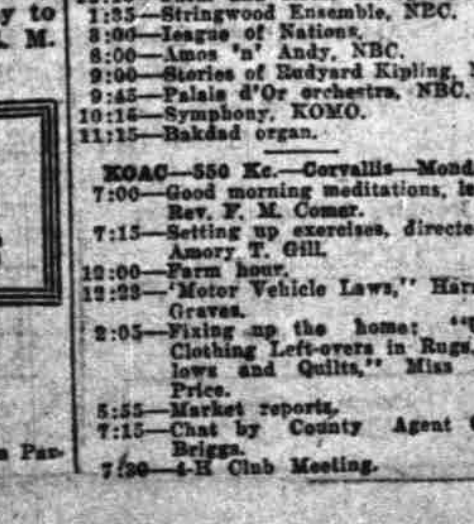 y to
. M.
1:35—Stringwood Ensemble, NBC.
League of Nations.
8:00—Amos 'n' Andy, NBC.
9:00—Stories of Rudyard Kipling,
9:45—Palais d'Or orchestra, NBC.
10:15—Symphony, KOMO.
11:15—Bakdad organ.
KOAC—550 Kc.—Corvallis—Mond
7:00—Good morning meditations,
Rev. F. M. Comer.
7:15—Setting up exercises, directe
Amory T. Gill.
12:00—Farm hour.
12:23—'Motor Vehicle Laws," Har
Graves.
2:05—Fixing up the home: "
Clothing Left-overs in Rugs,
lows and Quilts," Miss
Price.
5:55—Market reports.
7:15—Chat by County Agent
Briggs.
7:30—4-H Club Meeting.
Par-